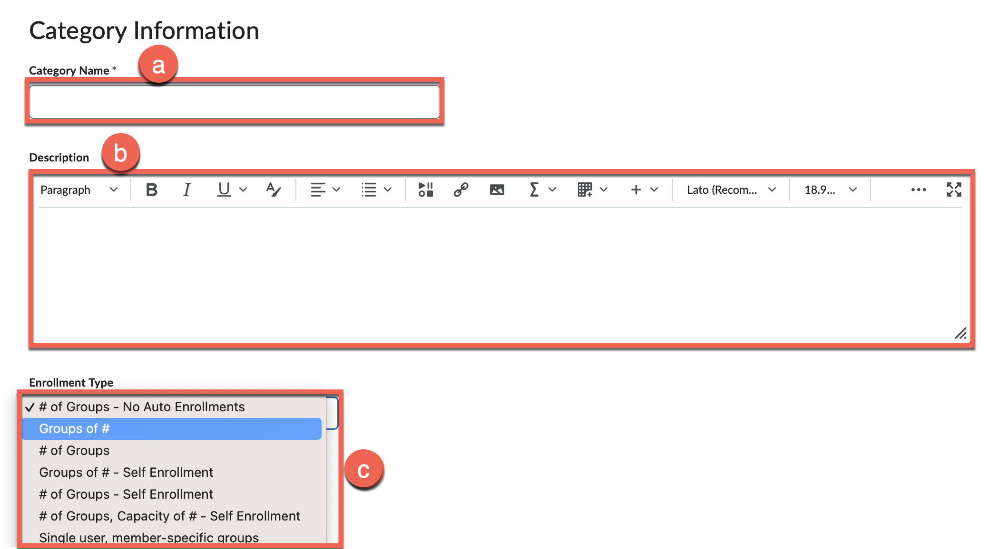 Category Information
Category Name *
a
Description
b
Paragraph B I U A Σ Lato (Recom... 18.9...
Enrollment Type
✓ # of Groups - No Auto Enrollments
Groups of #
# of Groups
Groups of # - Self Enrollment
c
# of Groups - Self Enrollment
# of Groups, Capacity of # - Self Enrollment
Single user, member-specific groups